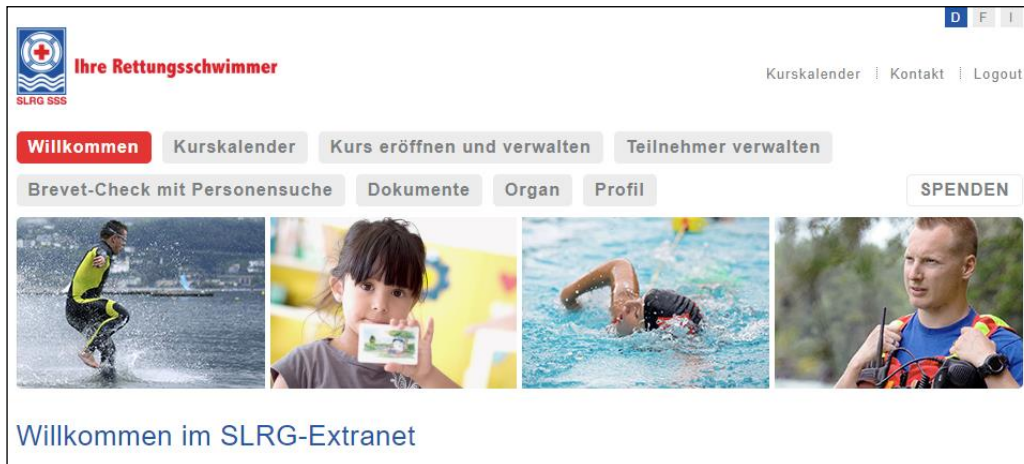 D F I
Ihre Rettungsschwimmer
SLRG SSS
Kurskalender Kontakt Logout
Willkommen Kurskalender Kurs eröffnen und verwalten Teilnehmer verwalten
Brevet-Check mit Personensuche Dokumente Organ Profil SPENDEN
Willkommen im SLRG-Extranet